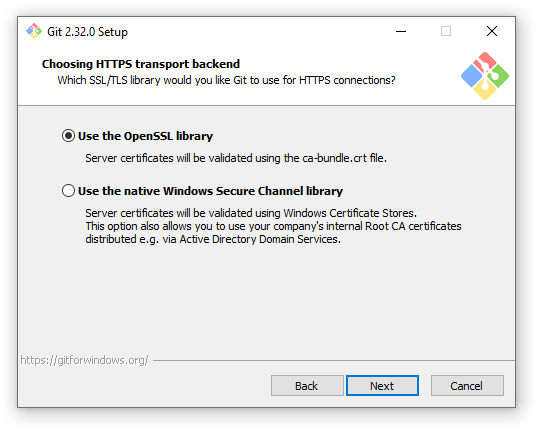 Git 2.32.0 Setup
Choosing HTTPS transport backend
Which SSL/TLS library would you like Git to use for HTTPS connections?
Use the OpenSSL library
Server certificates will be validated using the ca-bundle.crt file.
Use the native Windows Secure Channel library
Server certificates will be validated using Windows Certificate Stores.
This option also allows you to use your company's internal Root CA certificates
distributed e.g. via Active Directory Domain Services.
https://gitforwindows.org/
Back Next Cancel